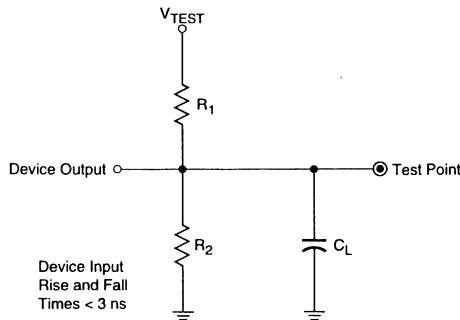 VTEST
R1
Device Output
Test Point
R2
CL
Device Input
Rise and Fall
Times < 3 ns